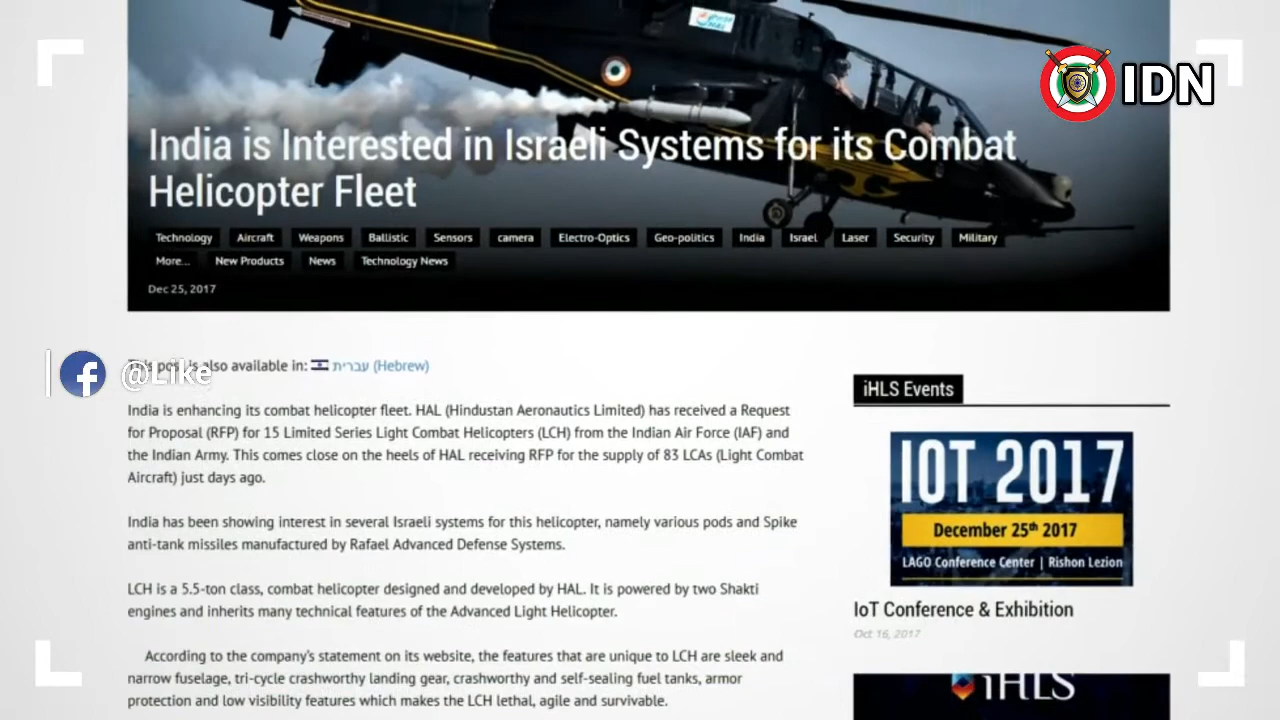 IDN
India is Interested in Israeli Systems for its Combat
Helicopter Fleet
Technology Aircraft Weapons Ballistic Sensors camera Electro-Optics Geo-politics India Israel Laser Security Military
More... New Products News Technology News
Dec 25, 2017
This post is also available in: עברית (Hebrew)
@Like
India is enhancing its combat helicopter fleet. HAL (Hindustan Aeronautics Limited) has received a Request
for Proposal (RFP) for 15 Limited Series Light Combat Helicopters (LCH) from the Indian Air Force (IAF) and
the Indian Army. This comes close on the heels of HAL receiving RFP for the supply of 83 LCAs (Light Combat
Aircraft) just days ago.
India has been showing interest in several Israeli systems for this helicopter, namely various pods and Spike
anti-tank missiles manufactured by Rafael Advanced Defense Systems.
LCH is a 5.5-ton class, combat helicopter designed and developed by HAL. It is powered by two Shakti
engines and inherits many technical features of the Advanced Light Helicopter.
According to the company's statement on its website, the features that are unique to LCH are sleek and
narrow fuselage, tri-cycle crashworthy landing gear, crashworthy and self-sealing fuel tanks, armor
protection and low visibility features which makes the LCH lethal, agile and survivable.
iHLS Events
IOT 2017
December 25th 2017
LAGO Conference Center | Rishon Lezion
IoT Conference & Exhibition
Oct 16, 2017
iHLS